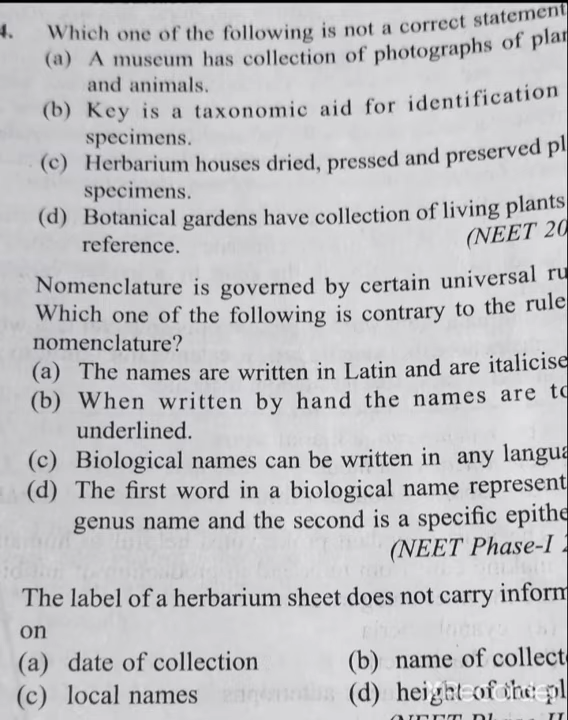 4. Which one of the following is not a correct statement
(a) A museum has collection of photographs of plan
and animals.
(b) Key is a taxonomic aid for identification
specimens.
(c) Herbarium houses dried, pressed and preserved pl
specimens.
(d) Botanical gardens have collection of living plants
reference.
(NEET 20
Nomenclature is governed by certain universal ru
Which one of the following is contrary to the rule
nomenclature?
(a) The names are written in Latin and are italicise
(b) When written by hand the names are to
underlined.
(c) Biological names can be written in any langua
(d) The first word in a biological name represent
genus name and the second is a specific epithe
(NEET Phase-I 2
The label of a herbarium sheet does not carry inform
on
(a) date of collection (b) name of collect
(c) local names (d) height of the pl